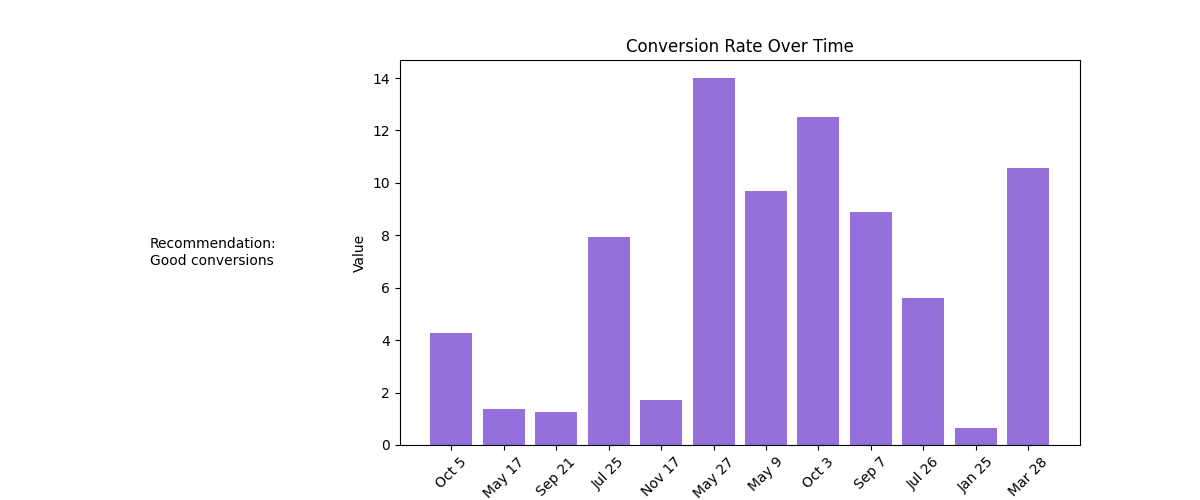 Conversion Rate Over Time
Recommendation:
Good conversions
Value
14
12
10
8
6
4
2
0
Oct 5
May 17
Sep 21
Jul 25
Nov 17
May 27
May 9
Oct 3
Sep 7
Jul 26
Jan 25
Mar 28